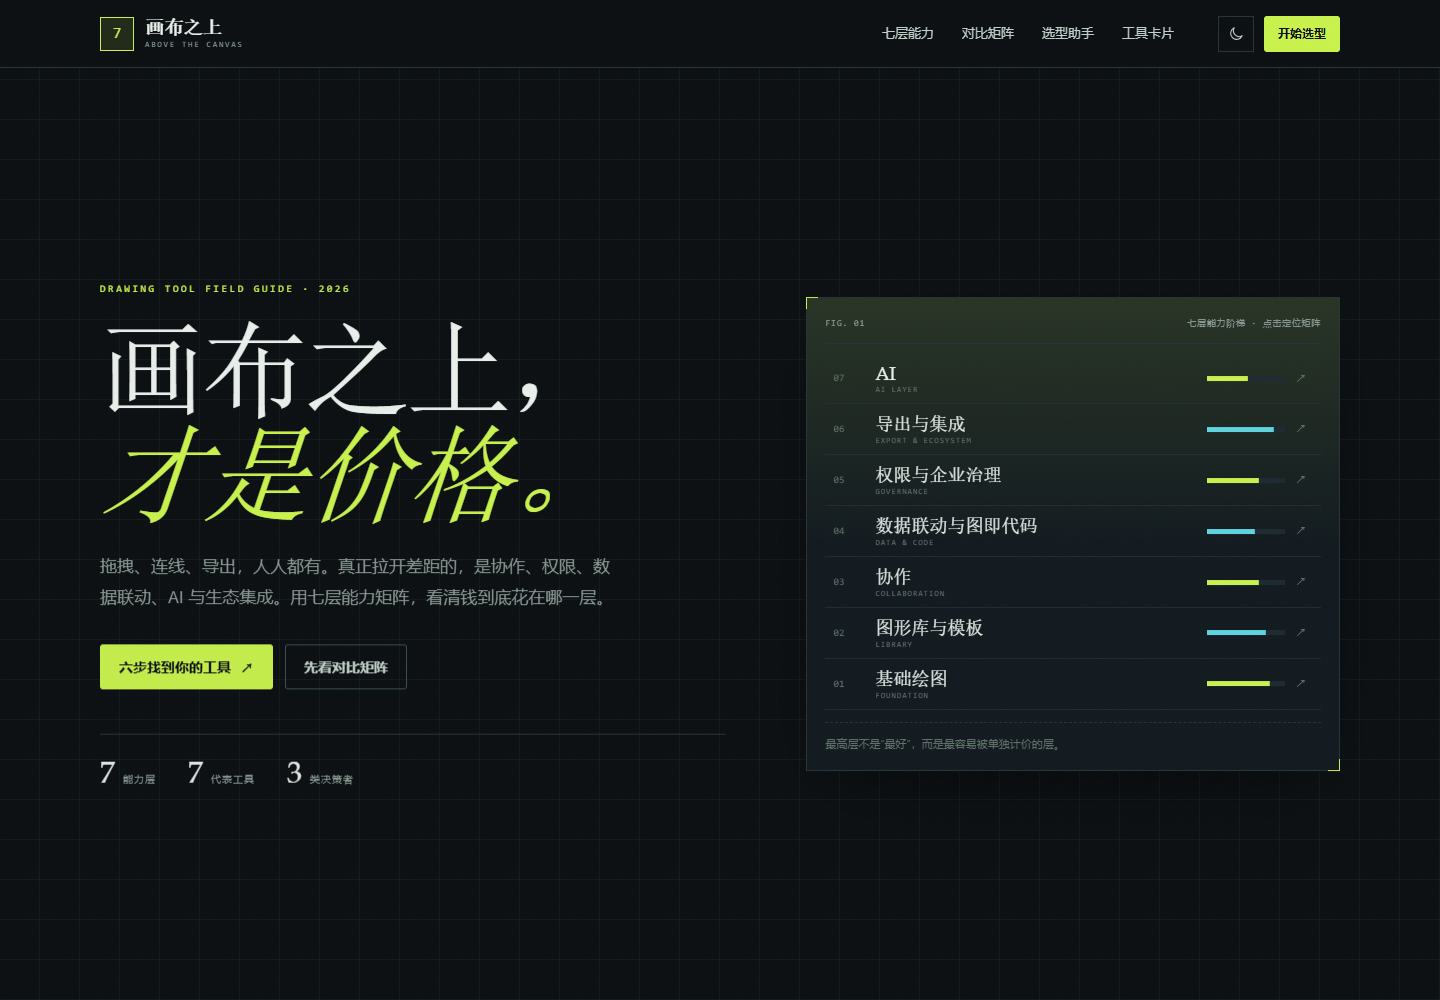 7
画布之上
ABOVE THE CANVAS
七层能力
对比矩阵
选型助手
工具卡片
开始选型
DRAWING TOOL FIELD GUIDE · 2026
画布之上，
才是价格。
拖拽、连线、导出，人人都有。真正拉开差距的，是协作、权限、数
据联动、AI 与生态集成。用七层能力矩阵，看清钱到底花在哪一层。
六步找到你的工具 ↗
先看对比矩阵
7 能力层
7 代表工具
3 类决策者
FIG. 01
七层能力阶梯 · 点击定位矩阵
07
AI
AI LAYER
↗
06
导出与集成
EXPORT & ECOSYSTEM
↗
05
权限与企业治理
GOVERNANCE
↗
04
数据联动与图即代码
DATA & CODE
↗
03
协作
COLLABORATION
↗
02
图形库与模板
LIBRARY
↗
01
基础绘图
FOUNDATION
↗
最高层不是“最好”，而是最容易被单独计价的层。